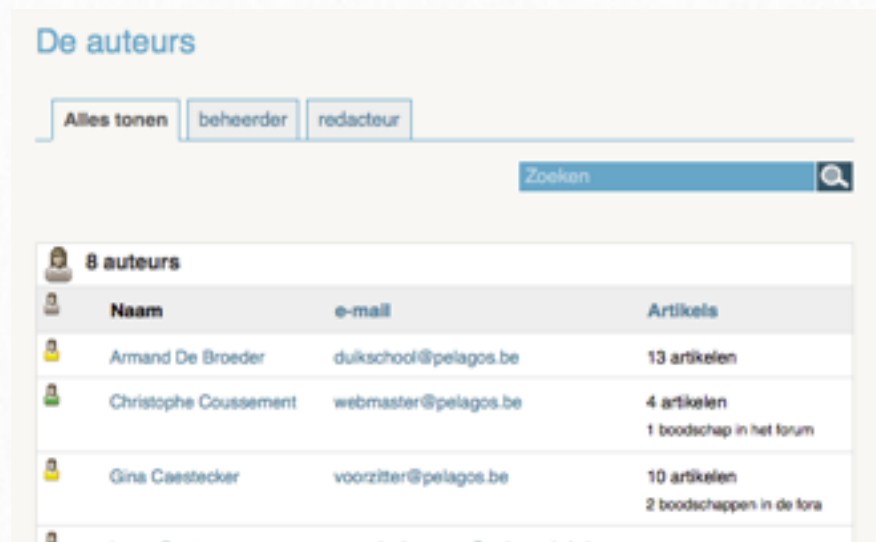 De auteurs
Alles tonen beheerder redacteur
Zoeken
8 auteurs
Naam e-mail Artikels
Armand De Broeder duikschool@pelagos.be 13 artikelen
Christophe Coussement webmaster@pelagos.be 4 artikelen
1 boodschap in het forum
Gina Caestecker voorzitter@pelagos.be 10 artikelen
2 boodschappen in de fora